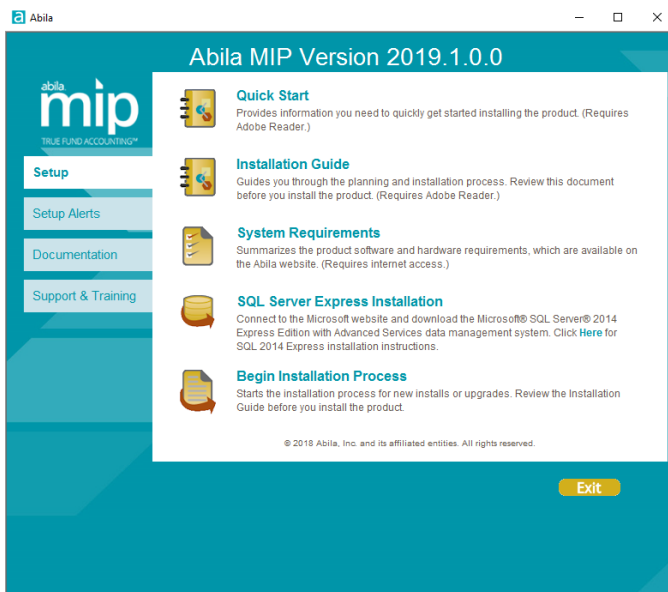 Abila
Abila MIP Version 2019.1.0.0
abila
mip
TRUE FUND ACCOUNTING™
Setup
Setup Alerts
Documentation
Support & Training
Quick Start
Provides information you need to quickly get started installing the product. (Requires
Adobe Reader.)
Installation Guide
Guides you through the planning and installation process. Review this document
before you install the product. (Requires Adobe Reader.)
System Requirements
Summarizes the product software and hardware requirements, which are available on
the Abila website. (Requires internet access.)
SQL Server Express Installation
Connect to the Microsoft website and download the Microsoft® SQL Server® 2014
Express Edition with Advanced Services data management system. Click Here for
SQL 2014 Express installation instructions.
Begin Installation Process
Starts the installation process for new installs or upgrades. Review the Installation
Guide before you install the product.
© 2018 Abila, Inc. and its affiliated entities. All rights reserved.
Exit